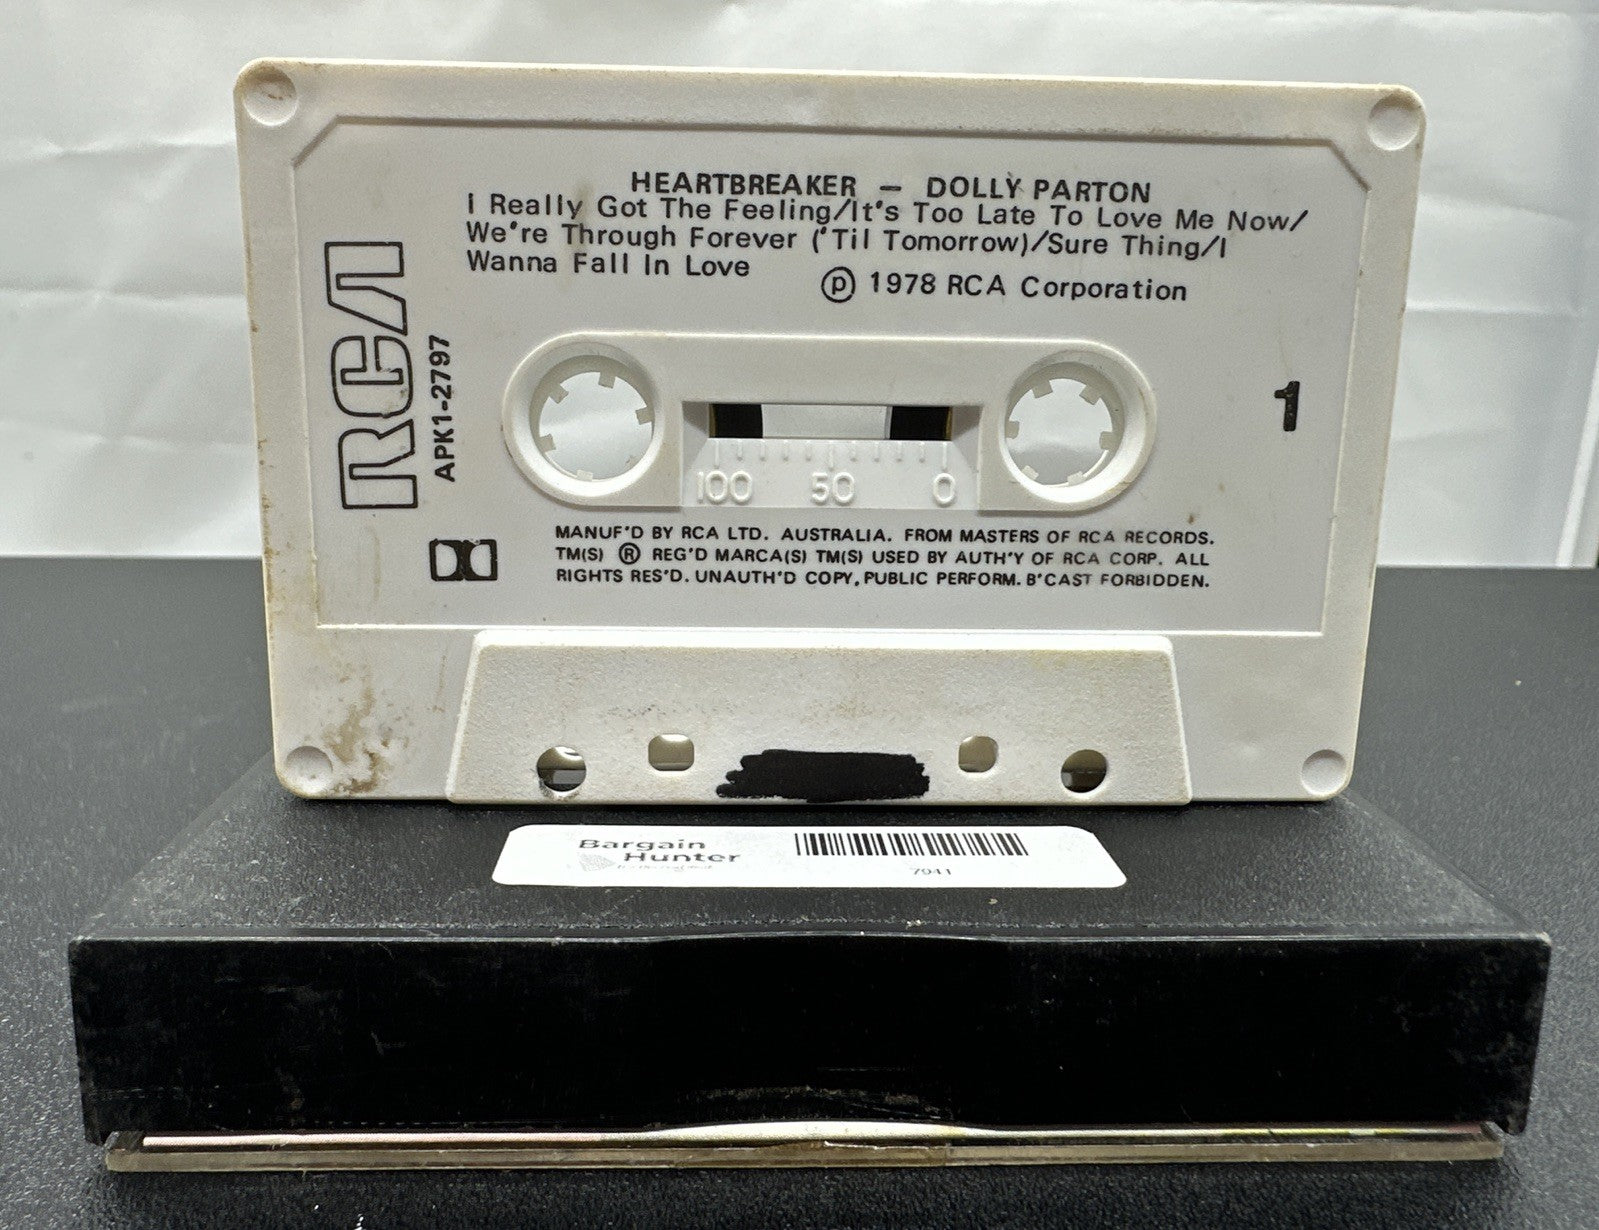 HEARTBREAKER — DOLLY PARTON
I Really Got The Feeling/It's Too Late To Love Me Now/
We're Through Forever ('Til Tomorrow)/Sure Thing/I
Wanna Fall In Love
℗ 1978 RCA Corporation
RCA
APK1-2797
1
100 50 0
MANUF'D BY RCA LTD. AUSTRALIA. FROM MASTERS OF RCA RECORDS.
TM(S) ® REG'D MARCA(S) TM(S) USED BY AUTH'Y OF RCA CORP. ALL
RIGHTS RES'D. UNAUTH'D COPY, PUBLIC PERFORM. B'CAST FORBIDDEN.
Bargain
Hunter
7941